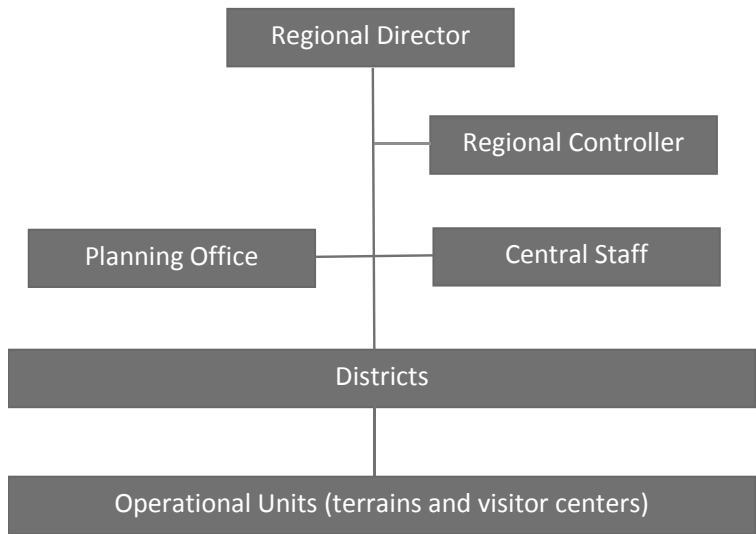 Regional Director
Regional Controller
Planning Office
Central Staff
Districts
Operational Units (terrains and visitor centers)